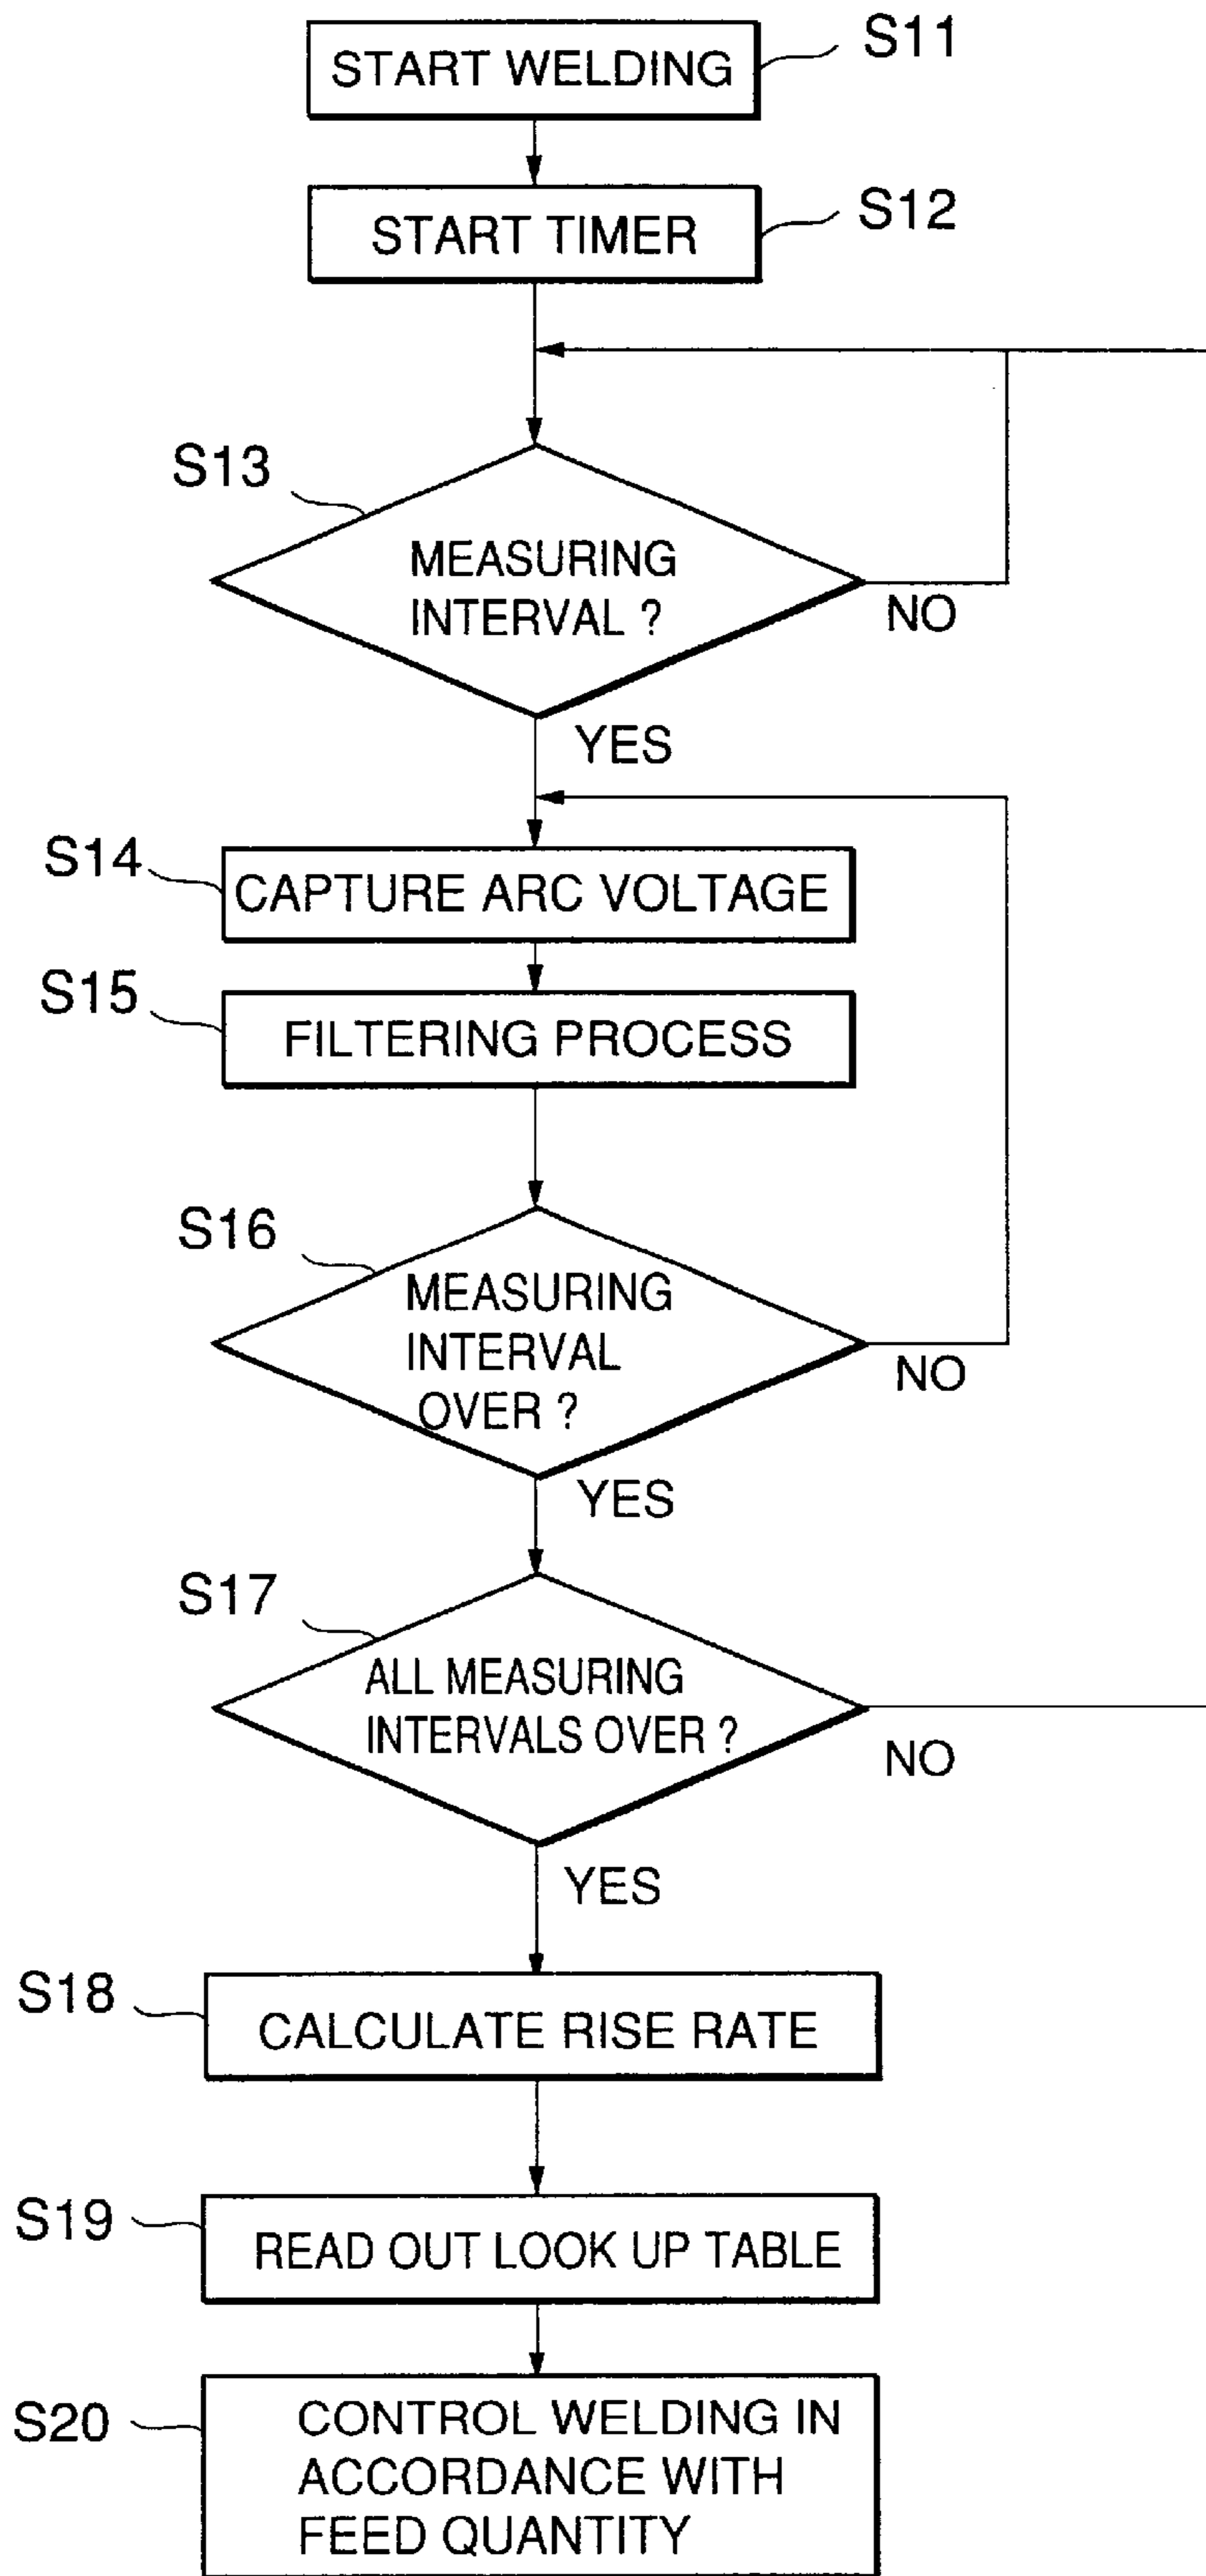 START WELDING
S11
START TIMER
S12
S13
MEASURING
INTERVAL ?
NO
YES
S14
CAPTURE ARC VOLTAGE
S15
FILTERING PROCESS
S16
MEASURING
INTERVAL
OVER ?
NO
YES
S17
ALL MEASURING
INTERVALS OVER ?
NO
YES
S18
CALCULATE RISE RATE
S19
READ OUT LOOK UP TABLE
S20
CONTROL WELDING IN
ACCORDANCE WITH
FEED QUANTITY